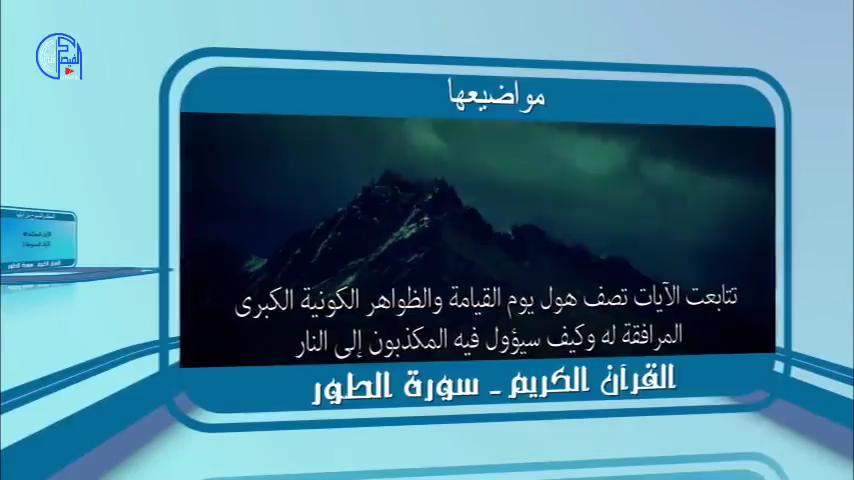 مواضيعها
تتابعت الآيات تصف هول يوم القيامة والظواهر الكونية الكبرى
المرافقة له وكيف سيؤول فيه المكذبون إلى النار
القرآن الكريم - سورة الطور